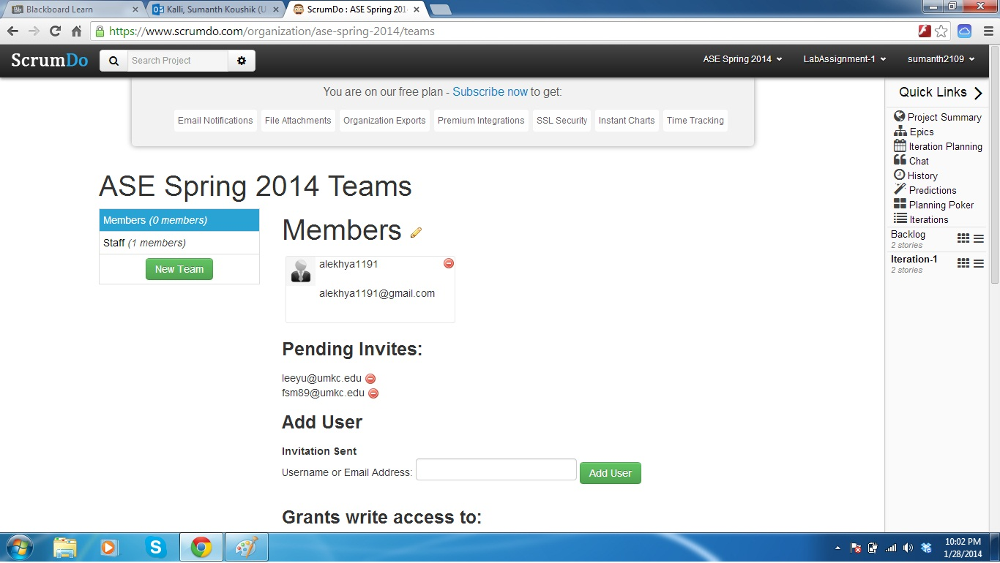 Blackboard Learn
Kalli, Sumanth Koushik (U
ScrumDo : ASE Spring 201
https://www.scrumdo.com/organization/ase-spring-2014/teams
ScrumDo
Search Project
ASE Spring 2014
LabAssignment-1
sumanth2109
You are on our free plan - Subscribe now to get:
Email Notifications
File Attachments
Organization Exports
Premium Integrations
SSL Security
Instant Charts
Time Tracking
Quick Links
Project Summary
Epics
Iteration Planning
Chat
History
Predictions
Planning Poker
Iterations
Backlog
2 stories
Iteration-1
2 stories
ASE Spring 2014 Teams
Members (0 members)
Staff (1 members)
New Team
Members
alekhya1191
alekhya1191@gmail.com
Pending Invites:
leeyu@umkc.edu
fsm89@umkc.edu
Add User
Invitation Sent
Username or Email Address:
Add User
Grants write access to:
10:02 PM
1/28/2014